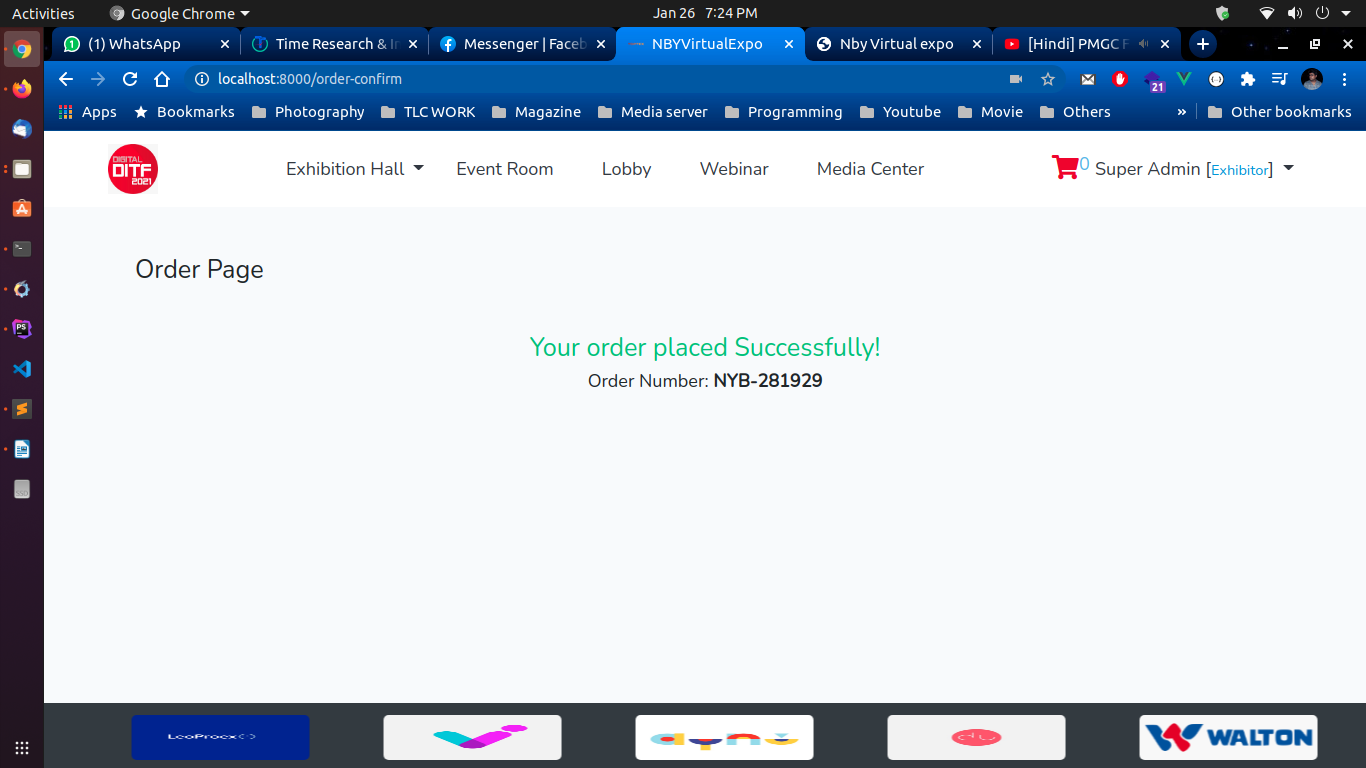 Activities
Google Chrome
Jan 26 7:24 PM
(1) WhatsApp
Time Research & I
Messenger | Faceb
NBYVirtualExpo
Nby Virtual expo
[Hindi] PMGC F
localhost:8000/order-confirm
21
Apps
Bookmarks
Photography
TLC WORK
Magazine
Media server
Programming
Youtube
Movie
Others
»
Other bookmarks
DIGITAL
DITF
2021
Exhibition Hall
Event Room
Lobby
Webinar
Media Center
0
Super Admin [Exhibitor]
Order Page
Your order placed Successfully!
Order Number: NYB-281929
WALTON